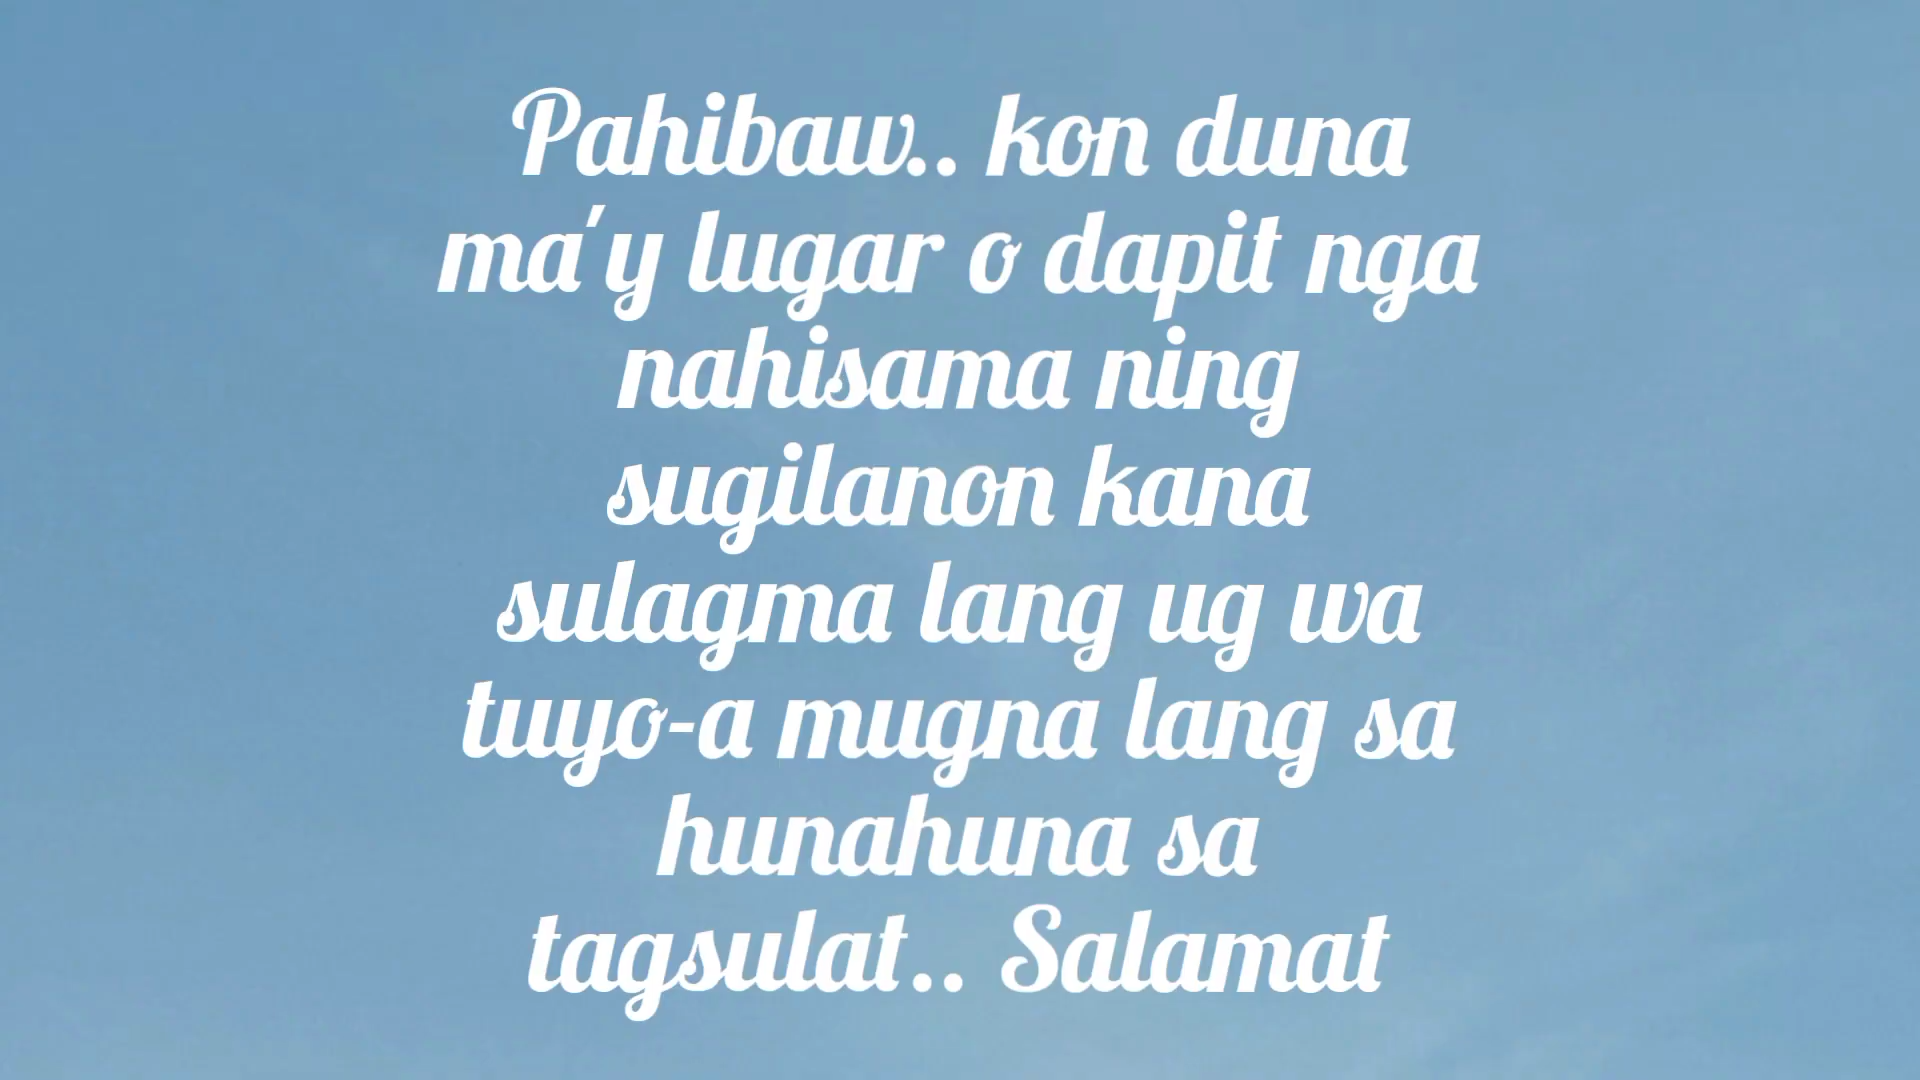 Pahibaw.. kon duna
ma'y lugar o dapit nga
nahisama ning
sugilanon kana
sulagma lang ug wa
tuyo-a mugna lang sa
hunahuna sa
tagsulat.. Salamat